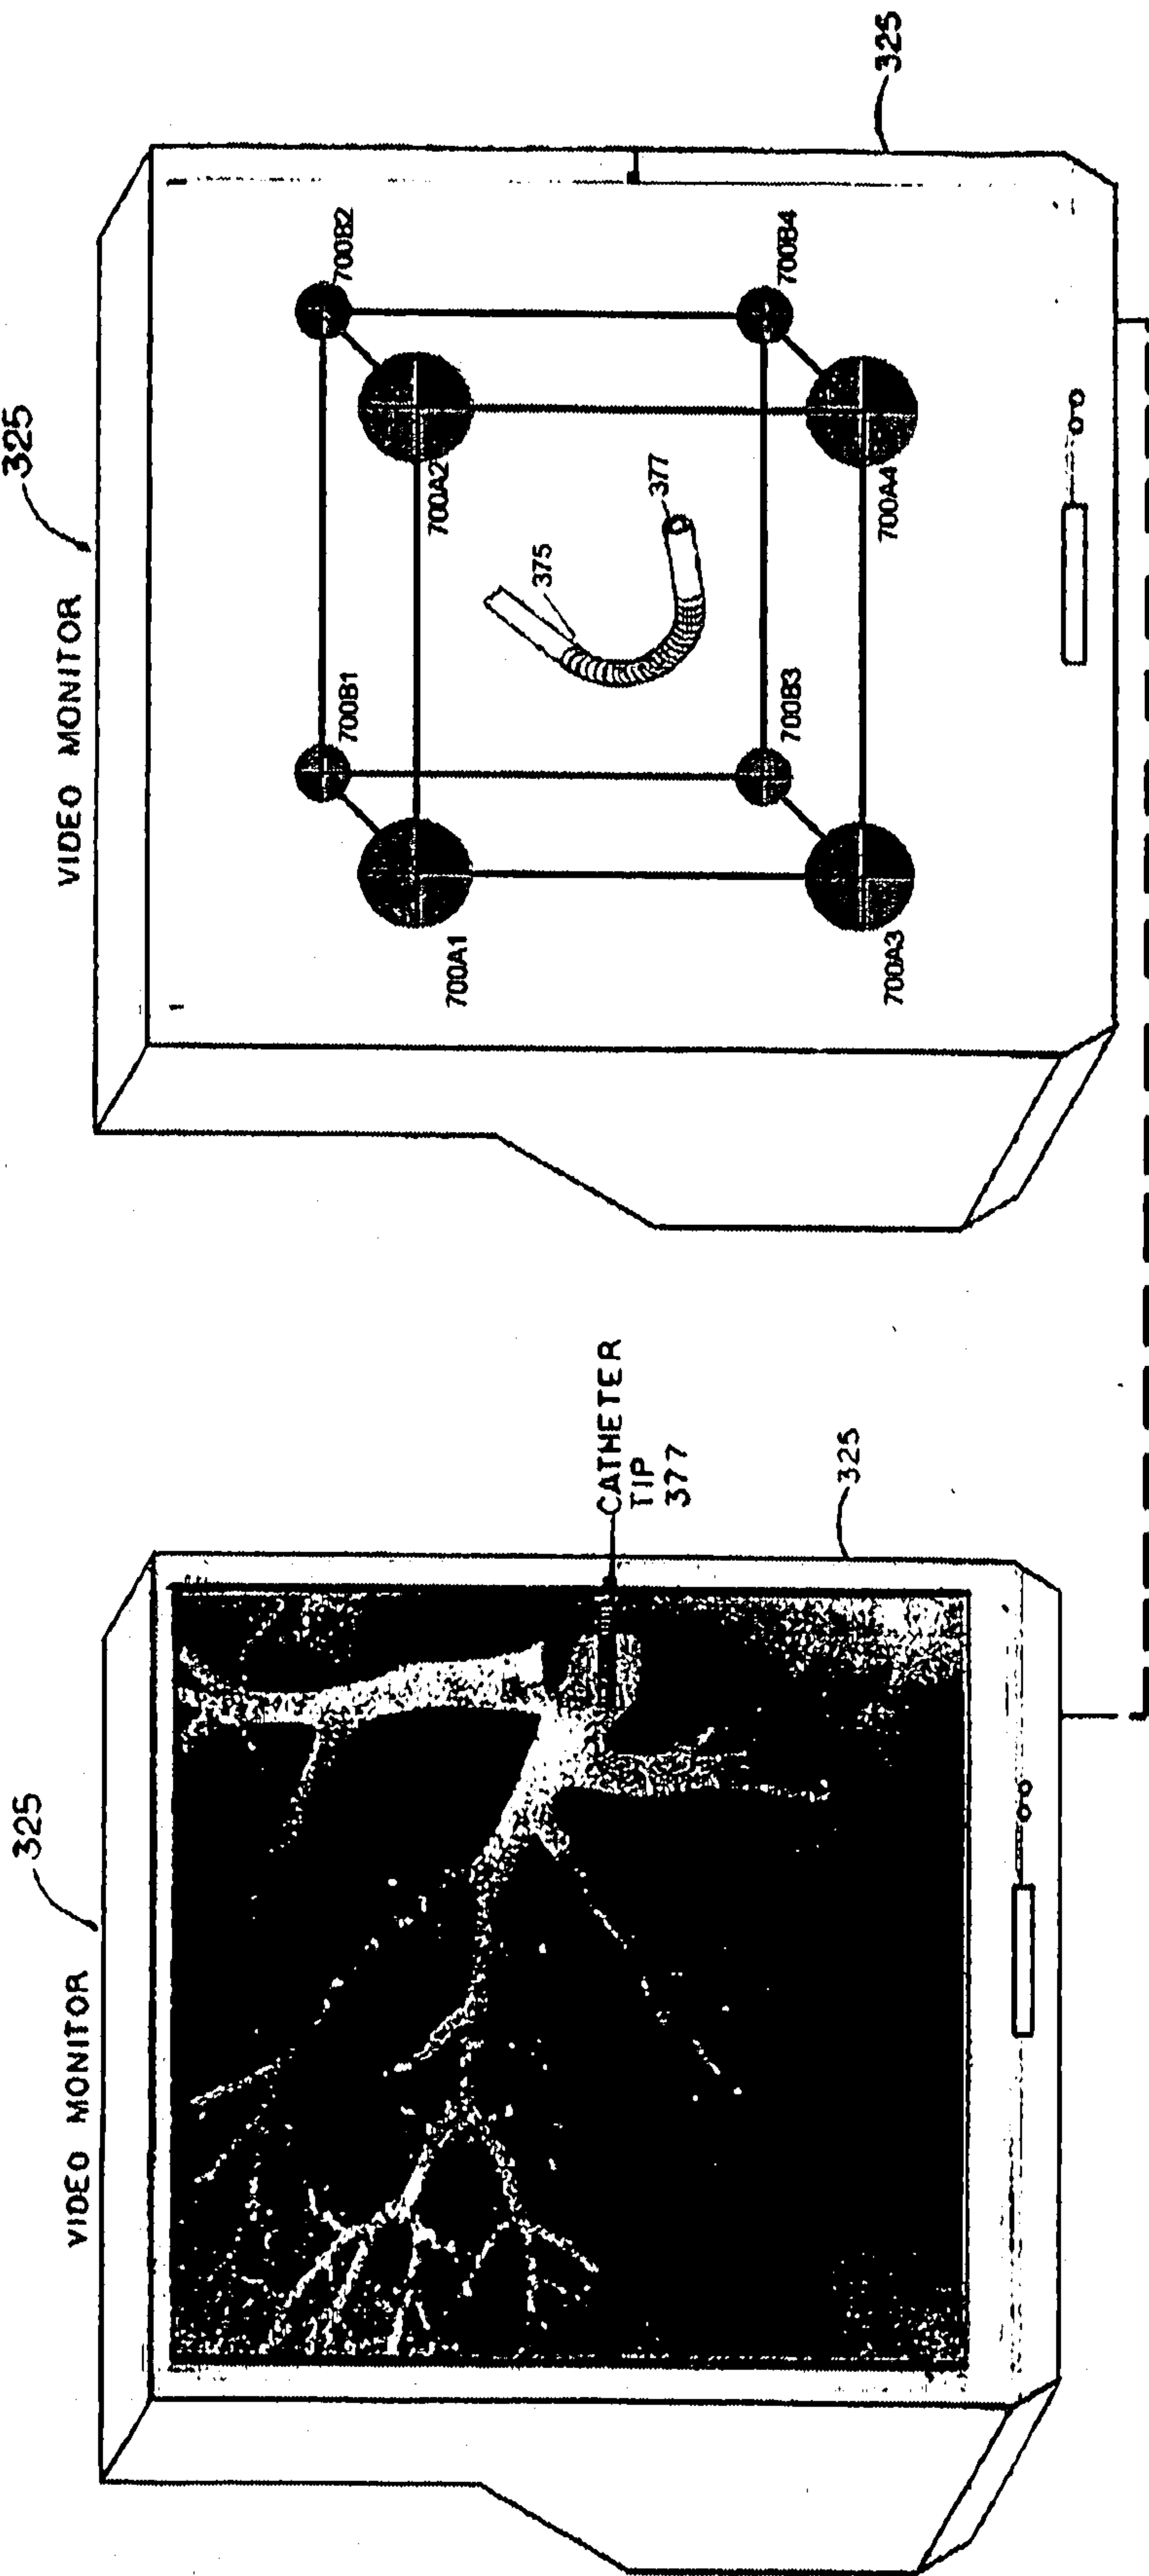 VIDEO MONITOR
325
CATHETER
TIP
377
325
VIDEO MONITOR
325
700B1
700B2
700A1
700A2
375
377
700B3
700B4
700A3
700A4
325